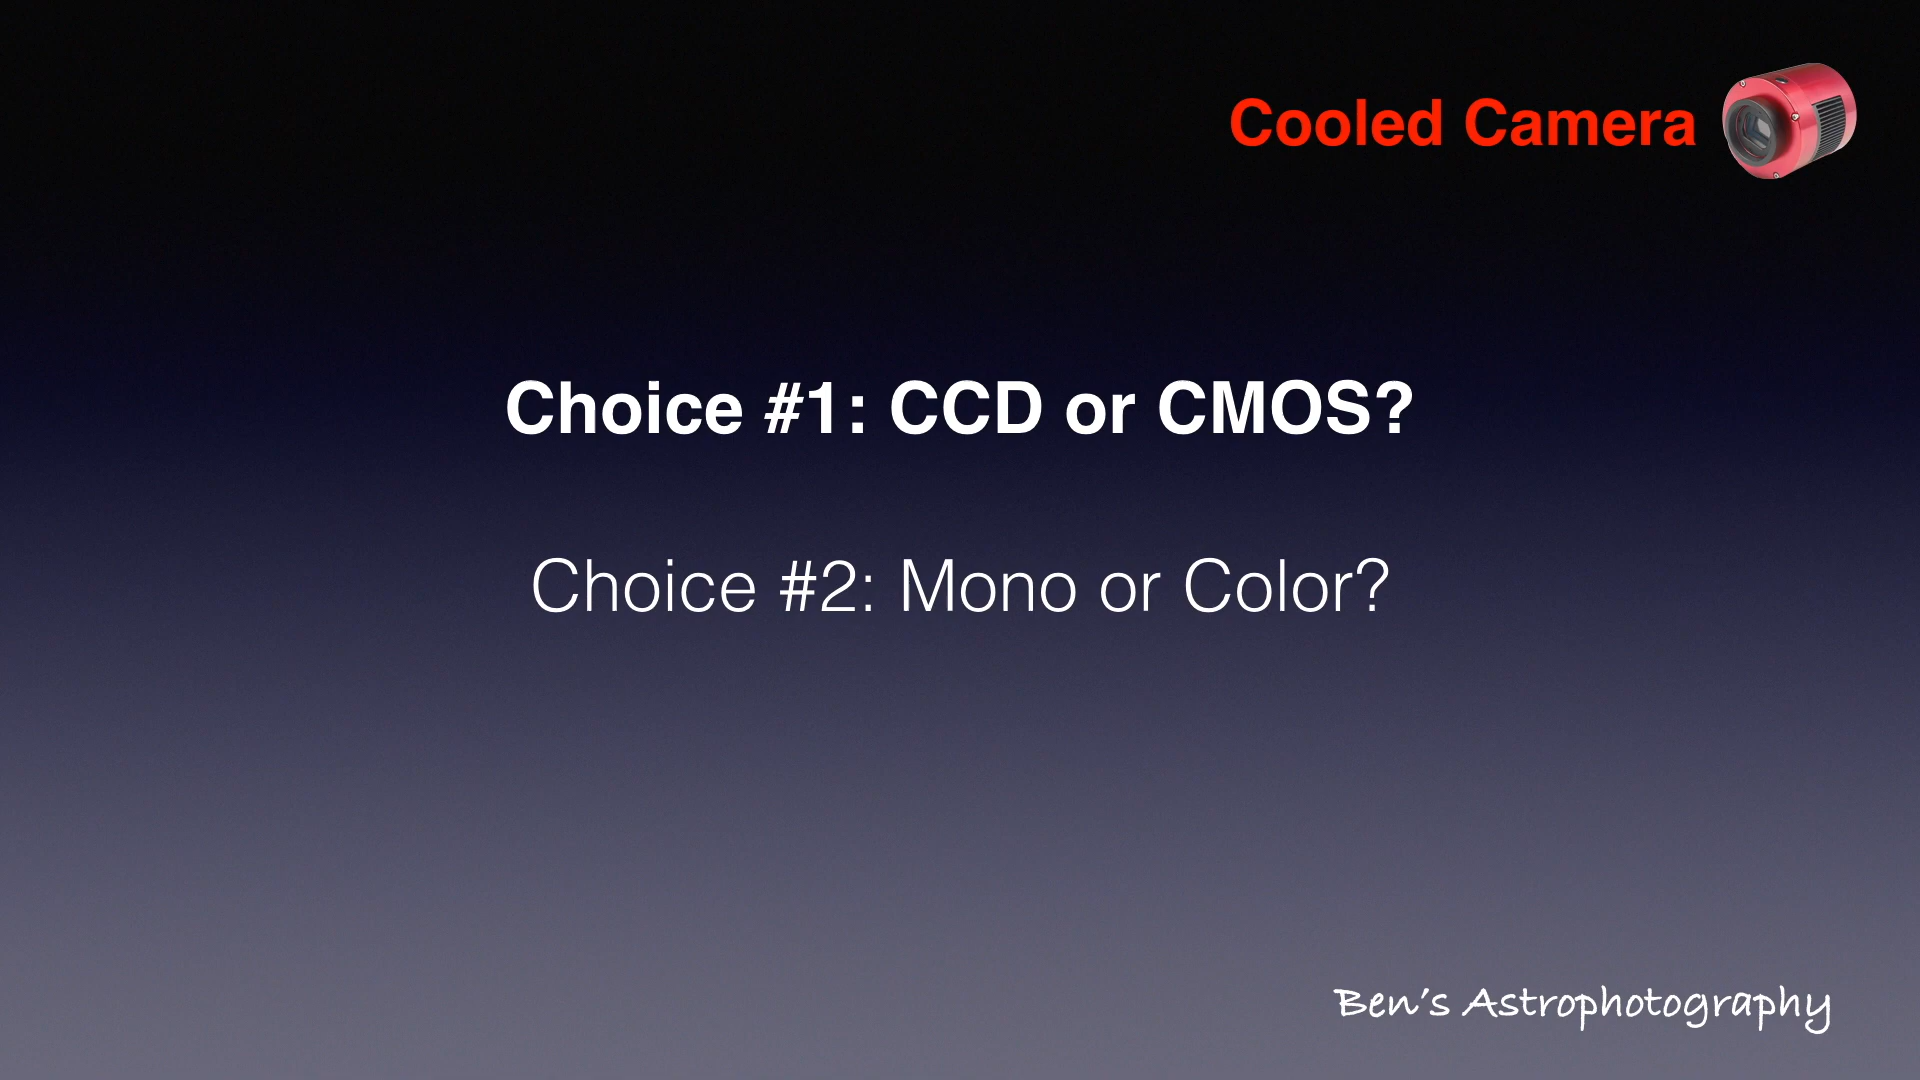 Cooled Camera
Choice #1: CCD or CMOS?
Choice #2: Mono or Color?
Ben's Astrophotography